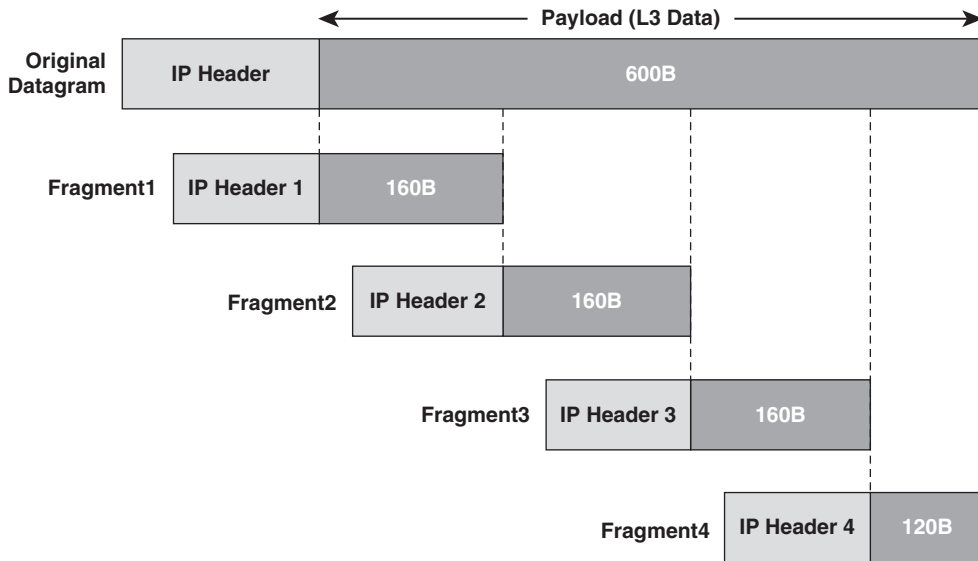 Payload (L3 Data)
Original
Datagram
IP Header
600B
Fragment1
IP Header 1
160B
Fragment2
IP Header 2
160B
Fragment3
IP Header 3
160B
Fragment4
IP Header 4
120B